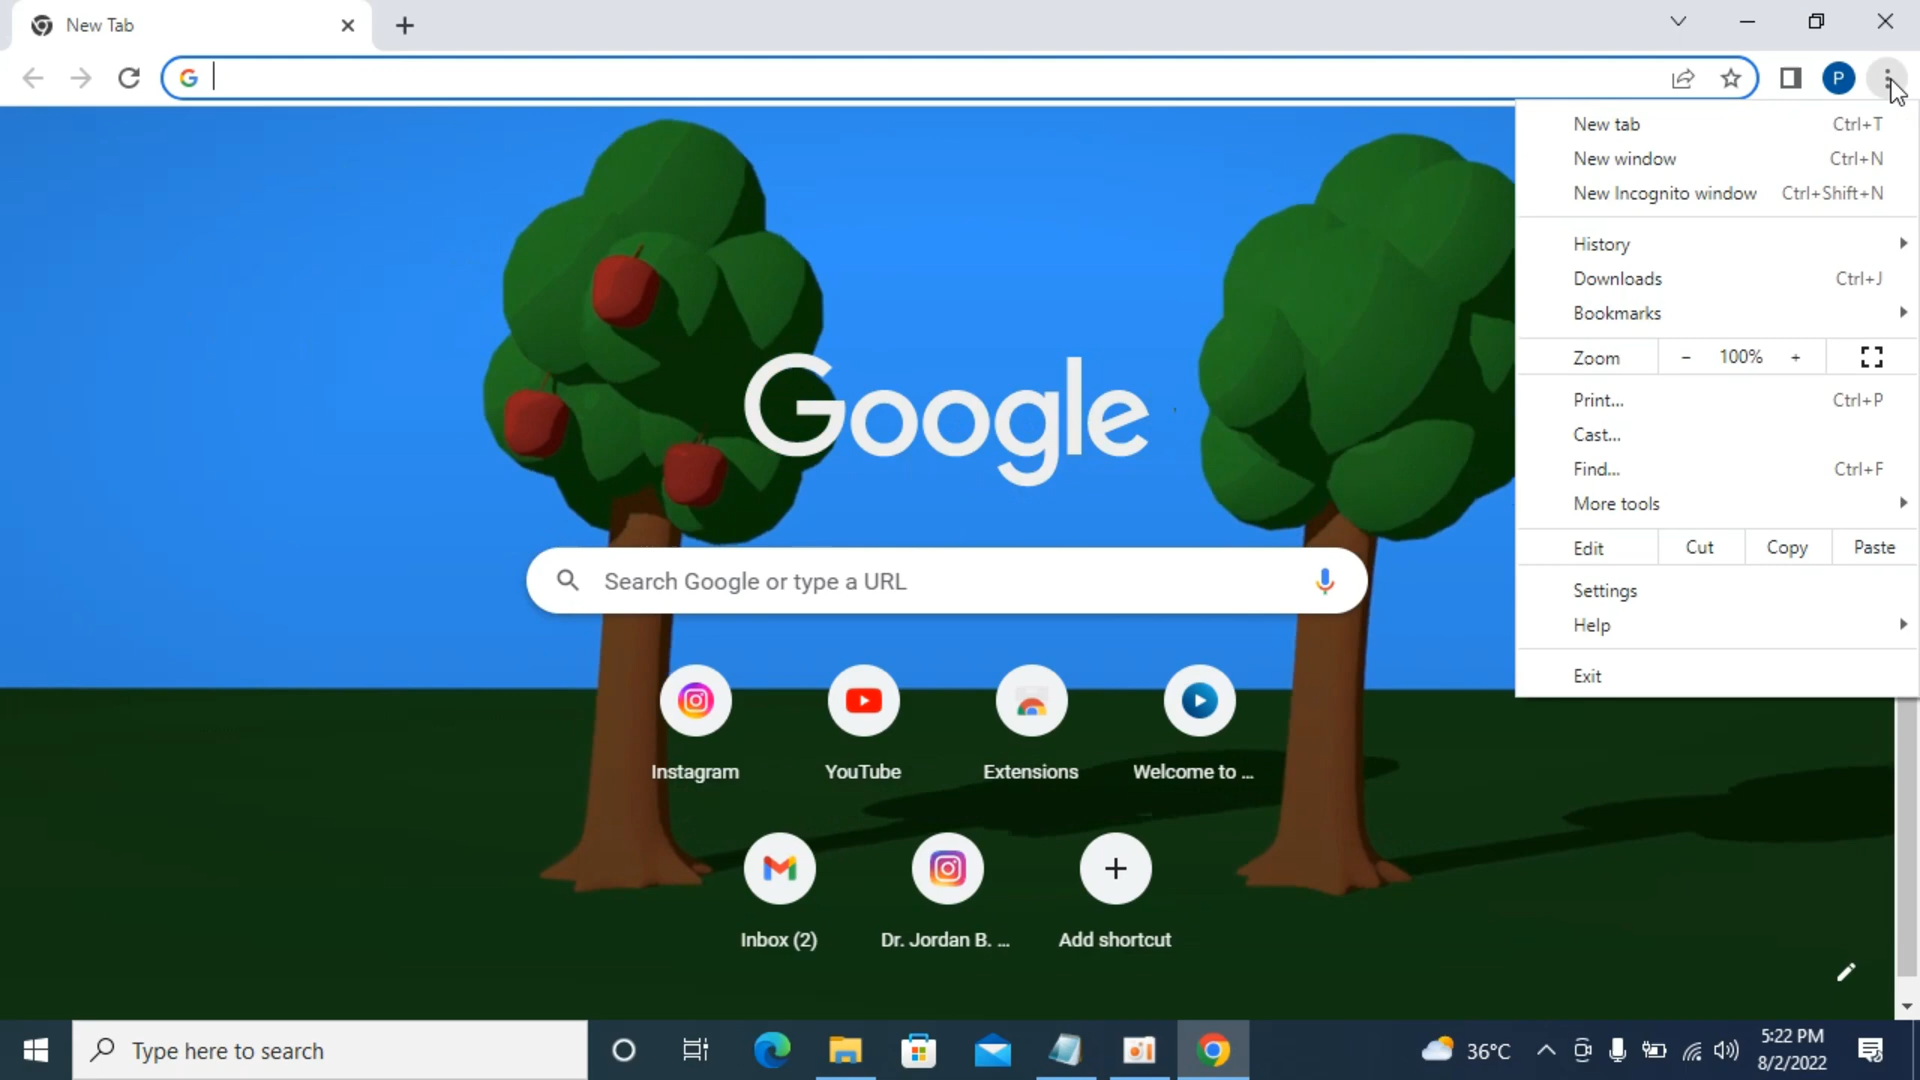 New Tab
P
New tab Ctrl+T
New window Ctrl+N
New Incognito window Ctrl+Shift+N
History
Downloads Ctrl+J
Bookmarks
Zoom - 100% +
Print... Ctrl+P
Cast...
Find... Ctrl+F
More tools
Edit Cut Copy Paste
Settings
Help
Exit
Google
Search Google or type a URL
Instagram YouTube Extensions Welcome to ...
Inbox (2) Dr. Jordan B. ... Add shortcut
Type here to search
36°C
5:22 PM
8/2/2022